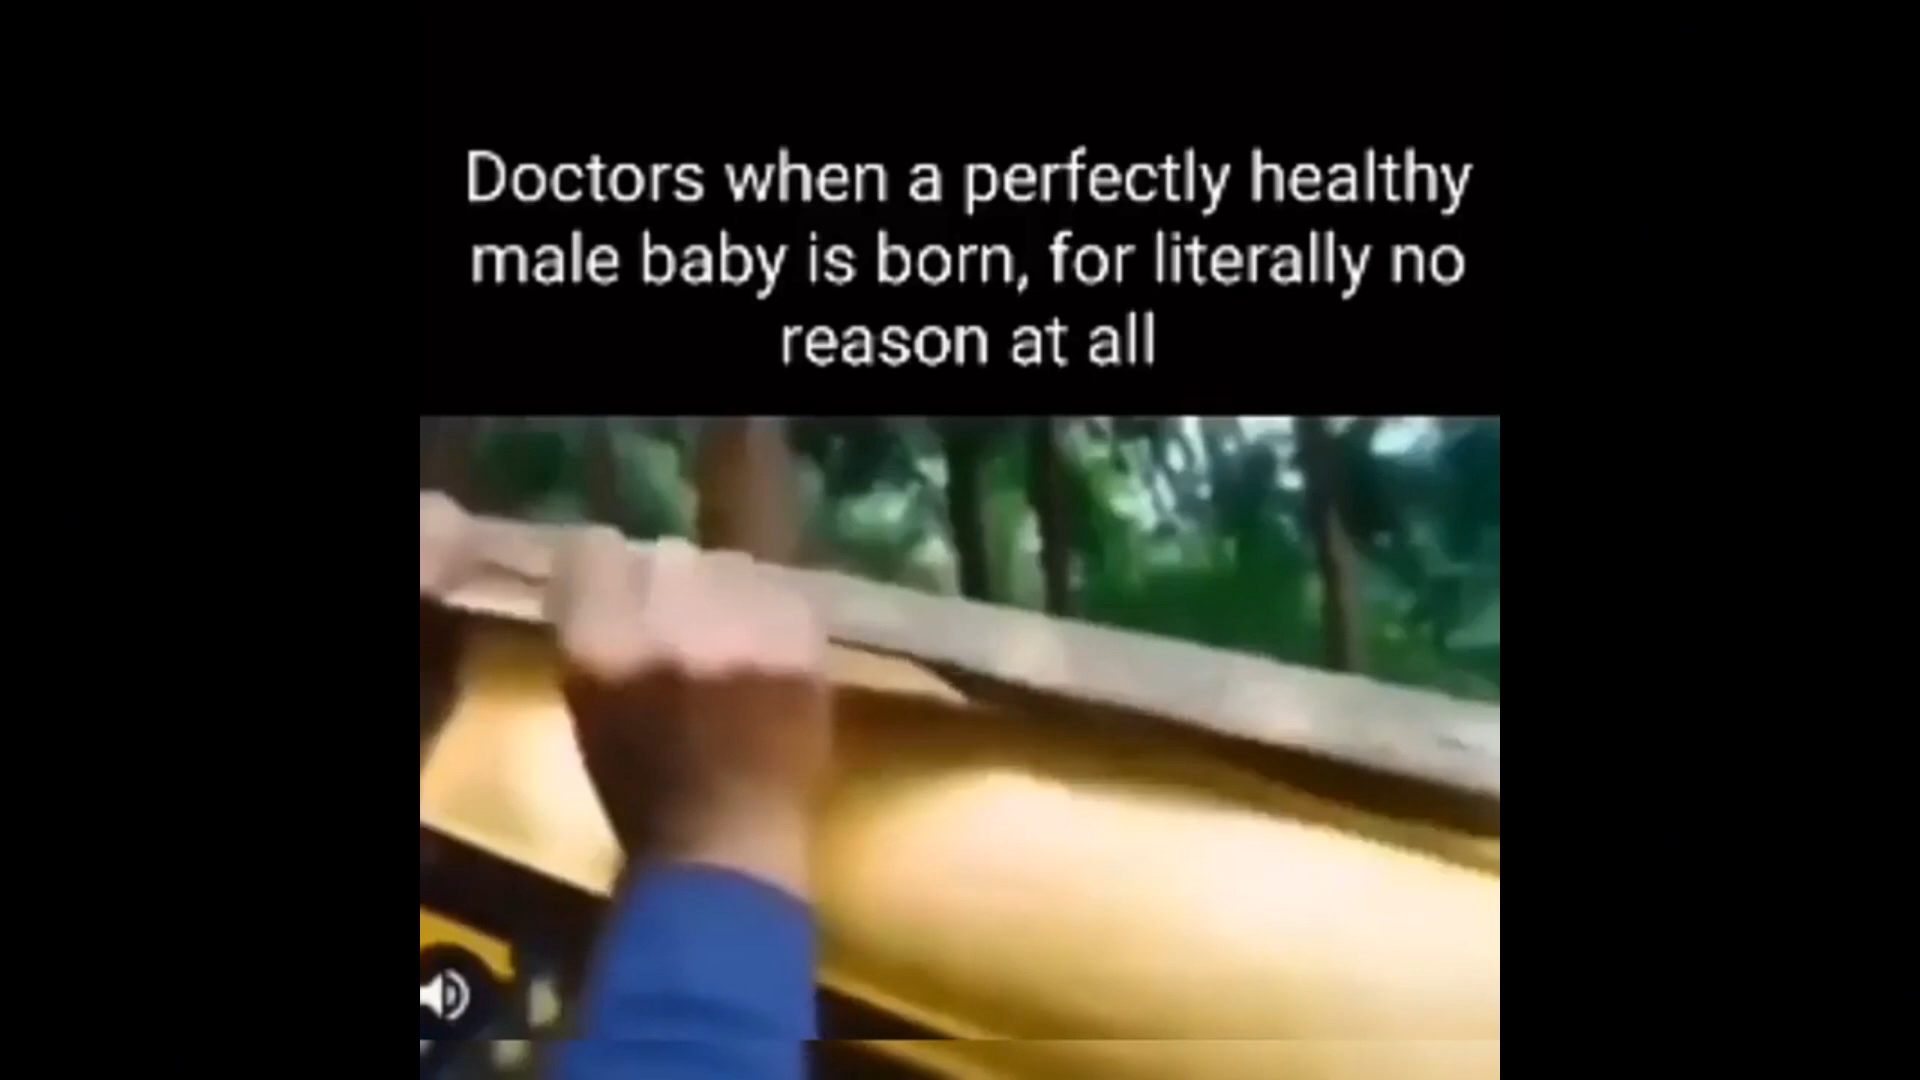 Doctors when a perfectly healthy
male baby is born, for literally no
reason at all